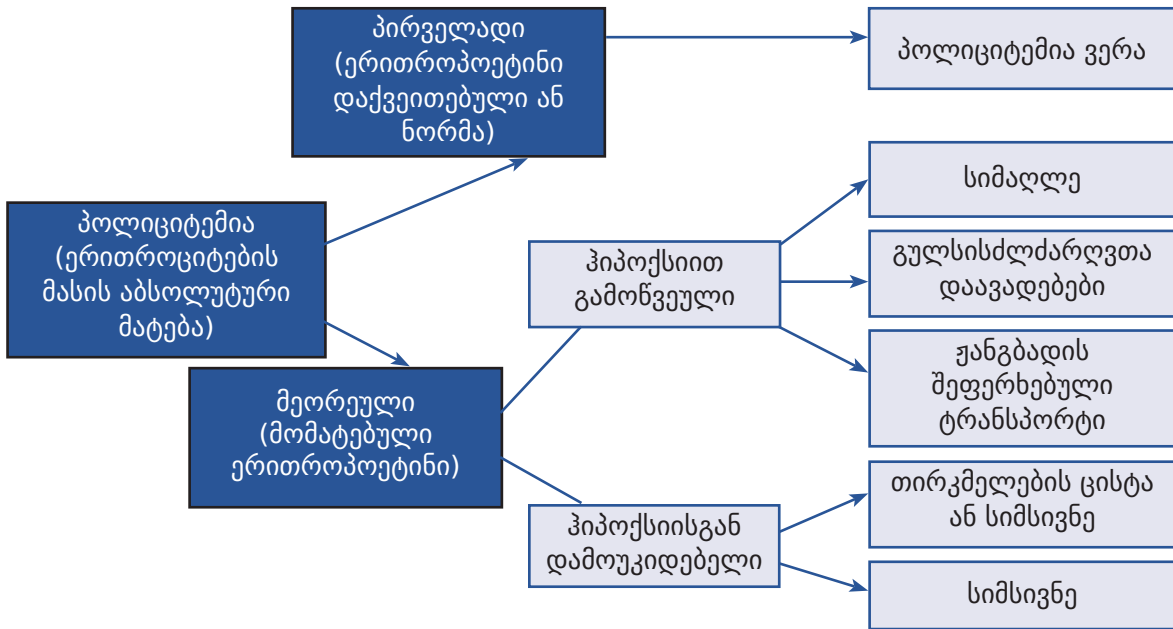 პირველადი
(ერითროპოეტინი
დაქვეითებული ან
ნორმა)
პოლიციტემია ვერა
პოლიციტემია
(ერითროციტების
მასის აბსოლუტური
მატება)
მეორეული
(მომატებული
ერითროპოეტინი)
ჰიპოქსიით
გამოწვეული
სიმაღლე
გულსისძლძარღვთა
დაავადებები
ჟანგბადის
შეფერხებული
ტრანსპორტი
ჰიპოქსიისგან
დამოუკიდებელი
თირკმელების ცისტა
ან სიმსივნე
სიმსივნე